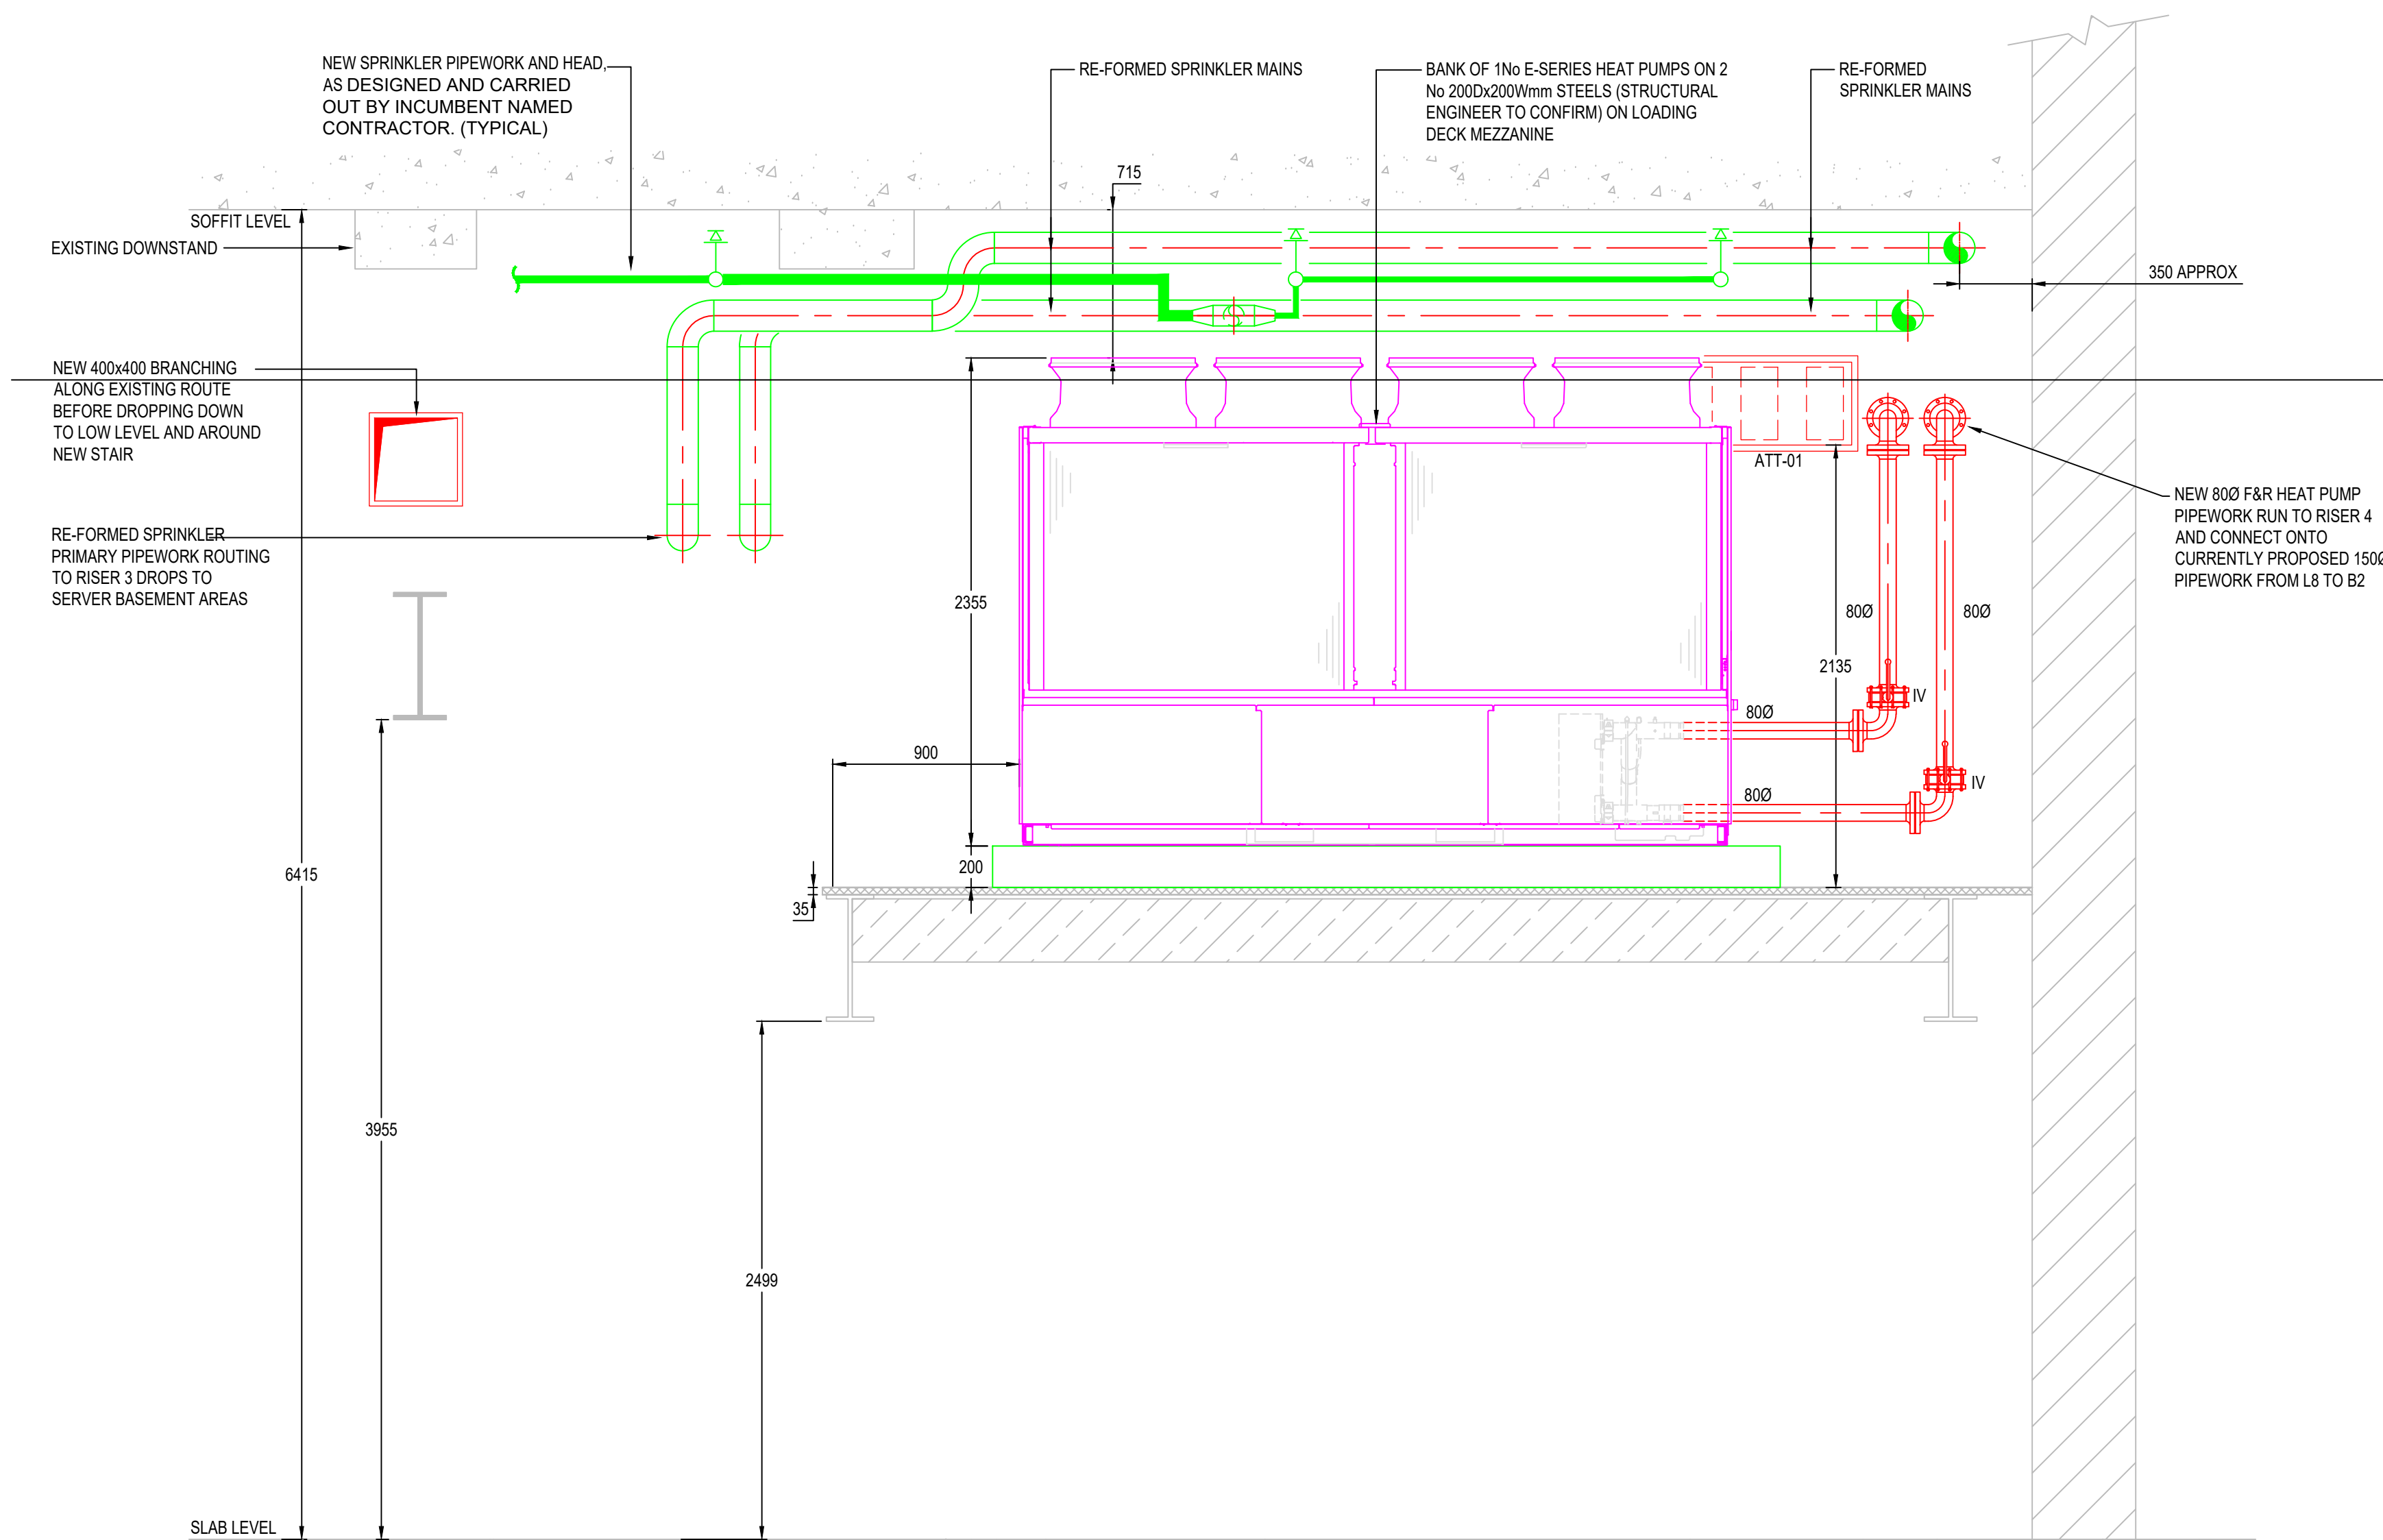 NEW SPRINKLER PIPEWORK AND HEAD,
AS DESIGNED AND CARRIED
OUT BY INCUMBENT NAMED
CONTRACTOR. (TYPICAL)
RE-FORMED SPRINKLER MAINS
BANK OF 1No E-SERIES HEAT PUMPS ON 2
No 200Dx200Wmm STEELS (STRUCTURAL
ENGINEER TO CONFIRM) ON LOADING
DECK MEZZANINE
RE-FORMED
SPRINKLER MAINS
715
SOFFIT LEVEL
EXISTING DOWNSTAND
350 APPROX
NEW 400x400 BRANCHING
ALONG EXISTING ROUTE
BEFORE DROPPING DOWN
TO LOW LEVEL AND AROUND
NEW STAIR
ATT-01
NEW 80Ø F&R HEAT PUMP
PIPEWORK RUN TO RISER 4
AND CONNECT ONTO
CURRENTLY PROPOSED 150Ø
PIPEWORK FROM L8 TO B2
RE-FORMED SPRINKLER
PRIMARY PIPEWORK ROUTING
TO RISER 3 DROPS TO
SERVER BASEMENT AREAS
2355
80Ø
80Ø
2135
IV
80Ø
900
IV
80Ø
200
6415
35
3955
2499
SLAB LEVEL